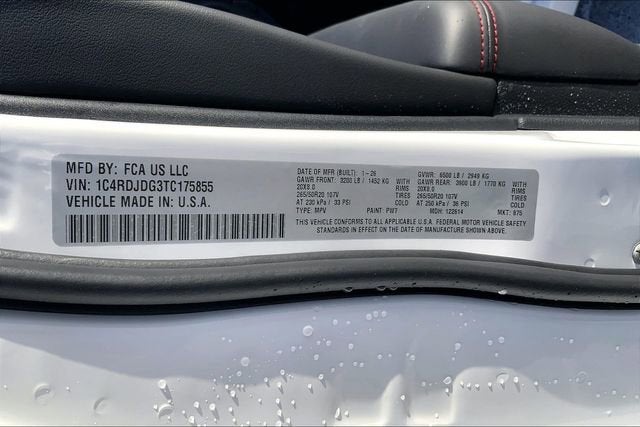 MFD BY: FCA US LLC
VIN: 1C4RDJDG3TC175855
VEHICLE MADE IN: U.S.A.
DATE OF MFR (BUILT): 1-26
GAWR FRONT: 3200 LB / 1452 KG WITH
20X8.0 RIMS
265/50R20 107V TIRES
AT 230 kPa / 33 PSI COLD
TYPE: MPV PAINT: PW7
GVWR: 6500 LB / 2949 KG
GAWR REAR: 3900 LB / 1770 KG WITH
20X8.0 RIMS
265/50R20 107V TIRES
AT 250 kPa / 36 PSI COLD
MDH: 122614 MKT: 875
THIS VEHICLE CONFORMS TO ALL APPLICABLE U.S.A. FEDERAL MOTOR VEHICLE SAFETY
STANDARDS IN EFFECT ON THE DATE OF MANUFACTURE SHOWN ABOVE.